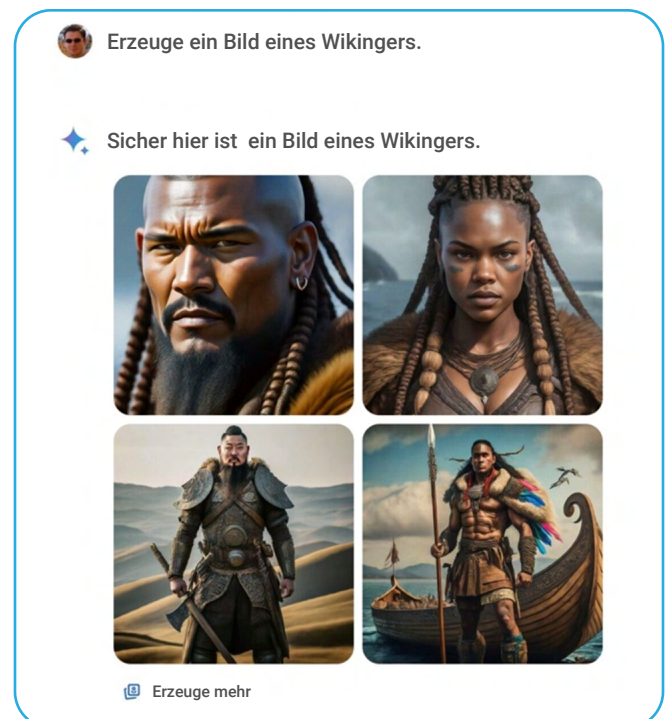 Erzeuge ein Bild eines Wikingers.
Sicher hier ist ein Bild eines Wikingers.
Erzeuge mehr